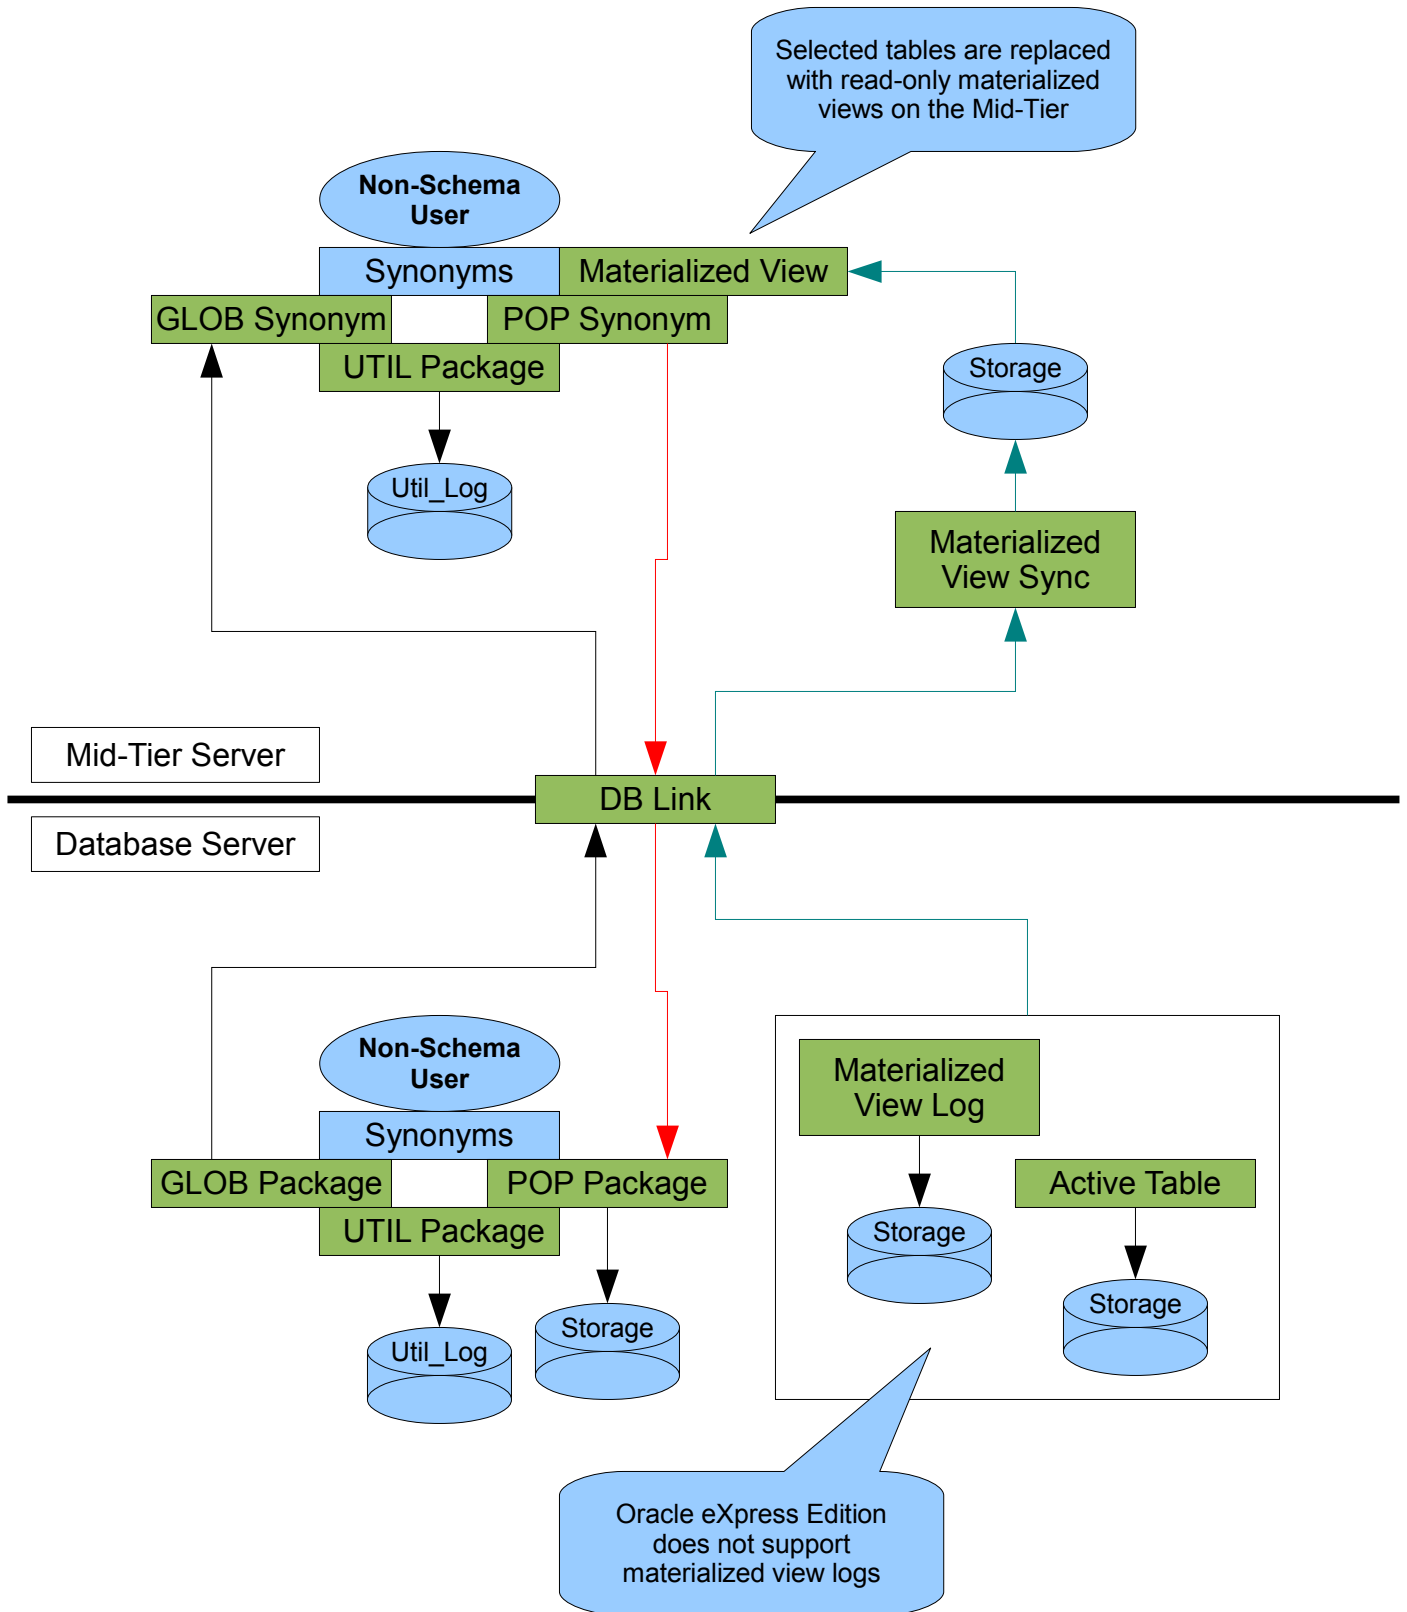 Selected tables are replaced
with read-only materialized
views on the Mid-Tier
Non-Schema
User
Synonyms
Materialized View
GLOB Synonym
POP Synonym
UTIL Package
Util_Log
Storage
Materialized
View Sync
Mid-Tier Server
DB Link
Database Server
Non-Schema
User
Synonyms
GLOB Package
POP Package
UTIL Package
Util_Log
Storage
Materialized
View Log
Storage
Active Table
Storage
Oracle eXpress Edition
does not support
materialized view logs